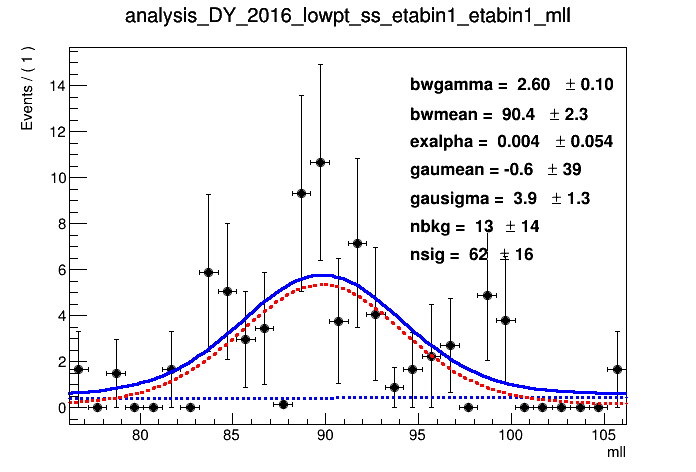 analysis_DY_2016_lowpt_ss_etabin1_etabin1_mll
Events / ( 1 )
14
12
10
8
6
4
2
0
bwgamma = 2.60 ± 0.10
bwmean = 90.4 ± 2.3
exalpha = 0.004 ± 0.054
gaumean = -0.6 ± 39
gausigma = 3.9 ± 1.3
nbkg = 13 ± 14
nsig = 62 ± 16
80 85 90 95 100 105
mll